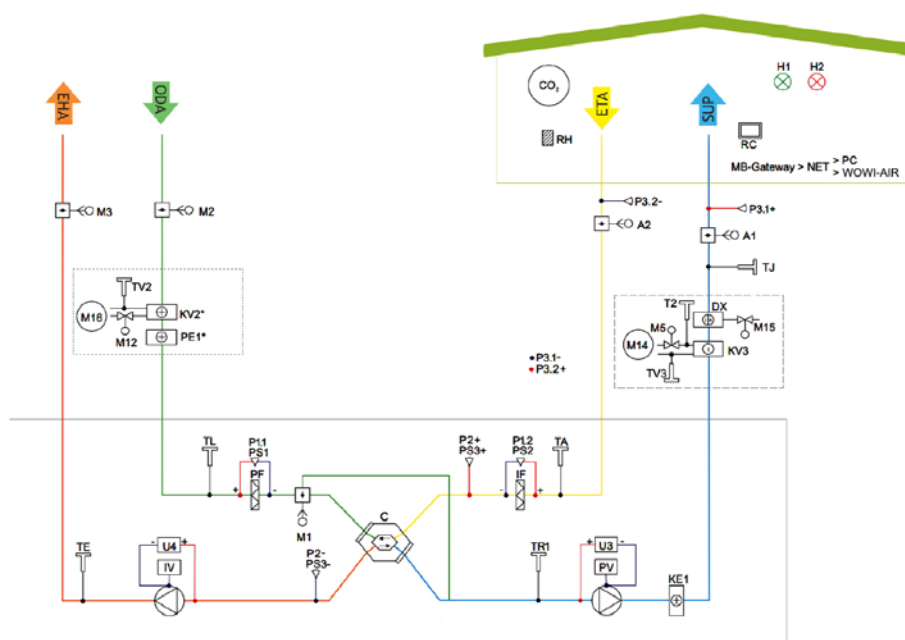 CO₂
H1
H2
EHA
ODA
ETA
SUP
RH
RC
MB-Gateway > NET
> PC
> WOWI-AIR
M3
M2
P3.2-
A2
P3.1+
A1
TJ
TV2
M16
KV2*
M12
PE1*
T2
DX
M5
M15
M14
KV3
TV3
P3.1-
P3.2+
TL
P1.1
PS1
PF
+
-
M1
P2+
PS3+
P1.2
PS2
IF
-
+
TA
C
TE
-
U4
+
IV
P2-
PS3-
TR1
+
U3
-
PV
KE1